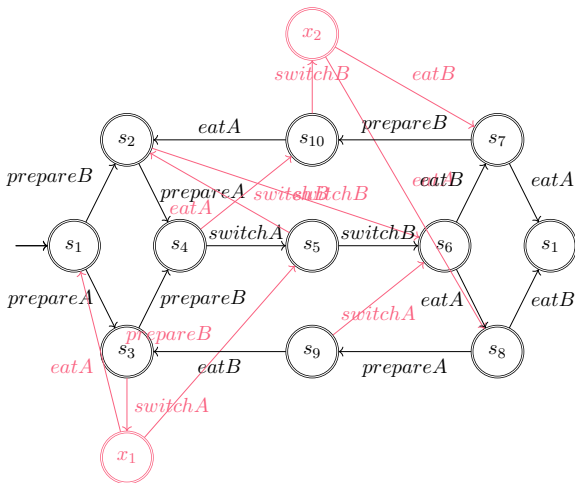 x₂
switchB
eatB
s₂
eatA
s₁₀
prepareB
s₇
prepareB
prepareA
switchB
switchB
eatA
eatA
eatB
eatA
s₁
s₄
switchA
s₅
switchB
s₆
s₁
prepareA
prepareB
prepareB
switchA
eatA
eatB
s₃
eatA
eatB
s₉
prepareA
s₈
switchA
x₁